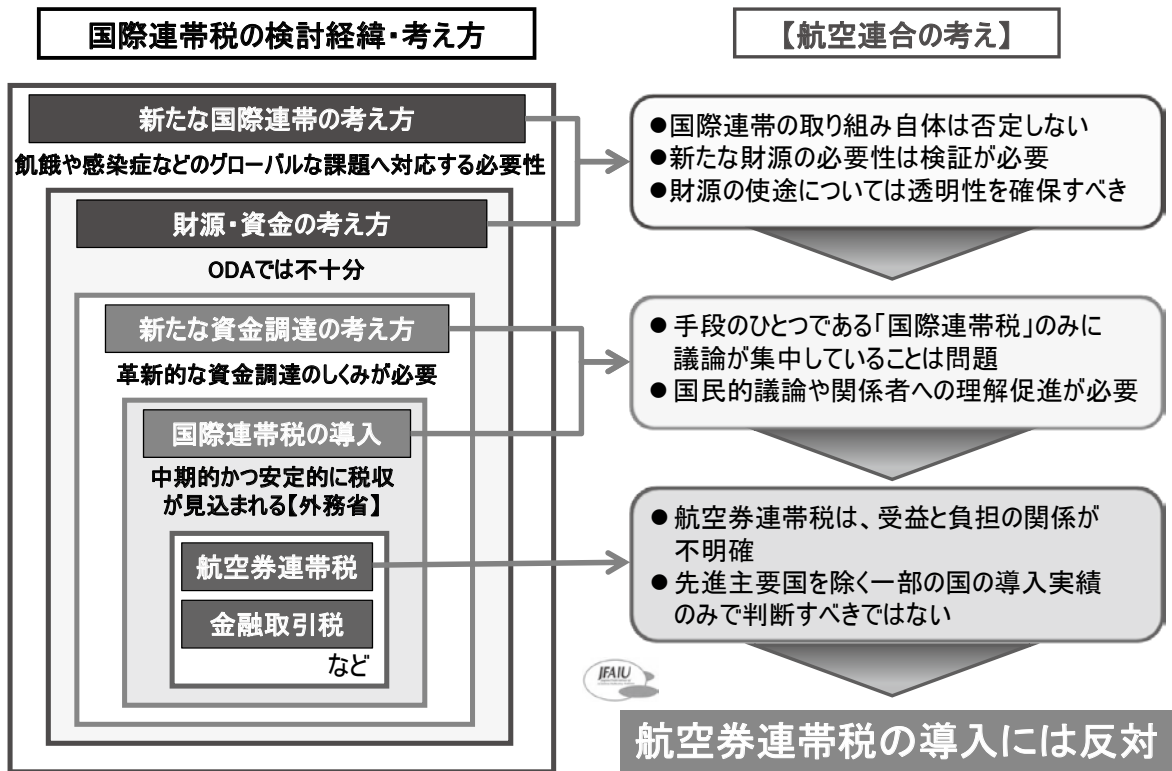 国際連帯税の検討経緯・考え方
新たな国際連帯の考え方
飢餓や感染症などのグローバルな課題へ対応する必要性
財源・資金の考え方
ODAでは不十分
新たな資金調達の考え方
革新的な資金調達のしくみが必要
国際連帯税の導入
中期的かつ安定的に税収
が見込まれる【外務省】
航空券連帯税
金融取引税
など
【航空連合の考え】
●国際連帯の取り組み自体は否定しない
●新たな財源の必要性は検証が必要
●財源の使途については透明性を確保すべき
●手段のひとつである「国際連帯税」のみに
議論が集中していることは問題
●国民的議論や関係者への理解促進が必要
●航空券連帯税は、受益と負担の関係が
不明確
●先進主要国を除く一部の国の導入実績
のみで判断すべきではない
JFAIU
航空券連帯税の導入には反対